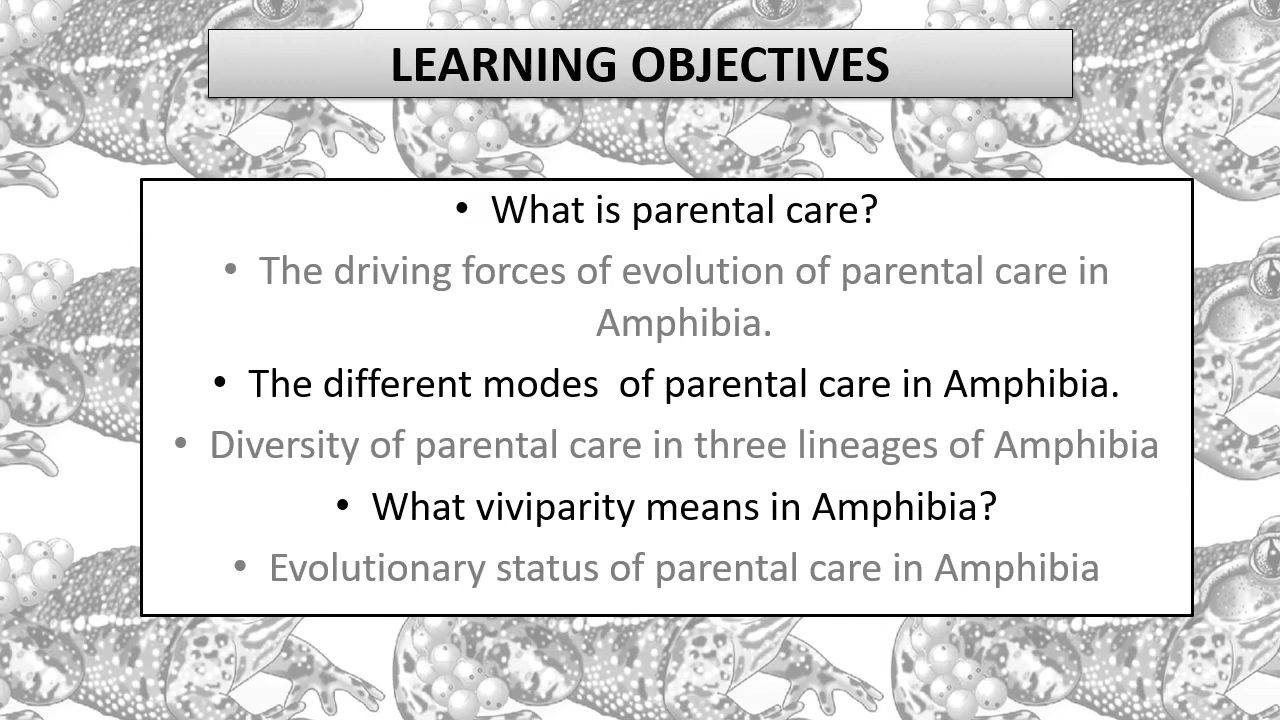 LEARNING OBJECTIVES
• What is parental care?
• The driving forces of evolution of parental care in
Amphibia.
• The different modes  of parental care in Amphibia.
• Diversity of parental care in three lineages of Amphibia
• What viviparity means in Amphibia?
• Evolutionary status of parental care in Amphibia